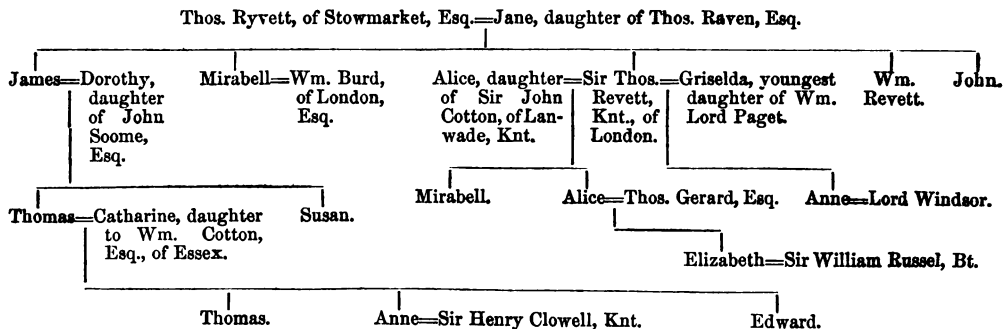 Thos. Ryvett, of Stowmarket, Esq.=Jane, daughter of Thos. Raven, Esq.
James=Dorothy, daughter of John Soome, Esq.
Mirabell=Wm. Burd, of London, Esq.
Alice, daughter of Sir John Cotton, of Lanwade, Knt.=Sir Thos. Revett, Knt., of London.=Griselda, youngest daughter of Wm. Lord Paget.
Wm. Revett.
John.
Thomas=Catharine, daughter to Wm. Cotton, Esq., of Essex.
Susan.
Mirabell.
Alice=Thos. Gerard, Esq.
Anne=Lord Windsor.
Elizabeth=Sir William Russel, Bt.
Thomas.
Anne=Sir Henry Clowell, Knt.
Edward.